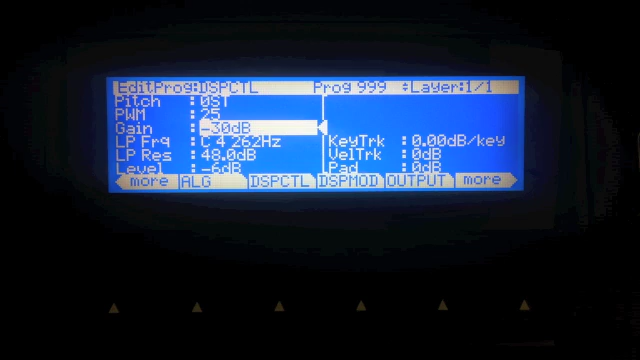 EditProg:DSPCTL Prog 999 Layer:1/1
Pitch :0ST
PWM :25
Gain :-30dB
LP Frq :C 4 262Hz KeyTrk :0.00dB/key
LP Res :48.0dB VelTrk :0dB
Level :-6dB Pad :0dB
more ALG DSPCTL DSPMOD OUTPUT more